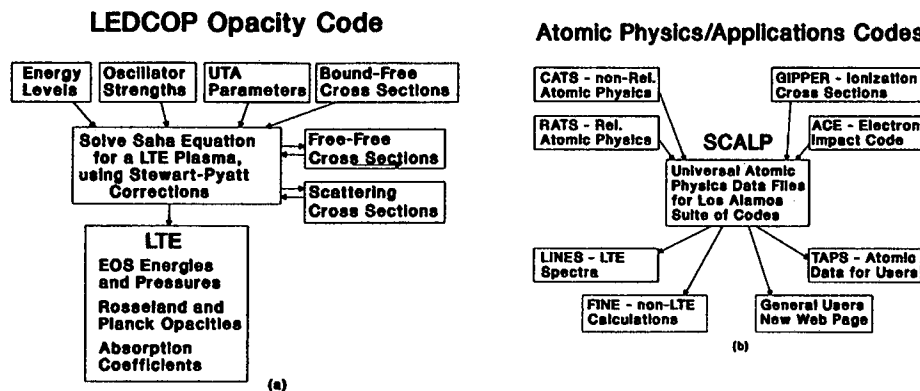 LEDCOP Opacity Code
Energy
Levels
Oscillator
Strengths
UTA
Parameters
Bound-Free
Cross Sections
Solve Saha Equation
for a LTE Plasma,
using Stewart-Pyatt
Corrections
Free-Free
Cross Sections
Scattering
Cross Sections
LTE
EOS Energies
and Pressures
Rosseland and
Planck Opacities
Absorption
Coefficients
(a)
Atomic Physics/Applications Codes
CATS - non-Rel.
Atomic Physics
GIPPER - Ionization
Cross Sections
RATS - Rel.
Atomic Physics
SCALP
ACE - Electron
Impact Code
Universal Atomic
Physics Data Files
for Los Alamos
Suite of Codes
LINES - LTE
Spectra
TAPS - Atomic
Data for Users
FINE - non-LTE
Calculations
General Users
New Web Page
(b)